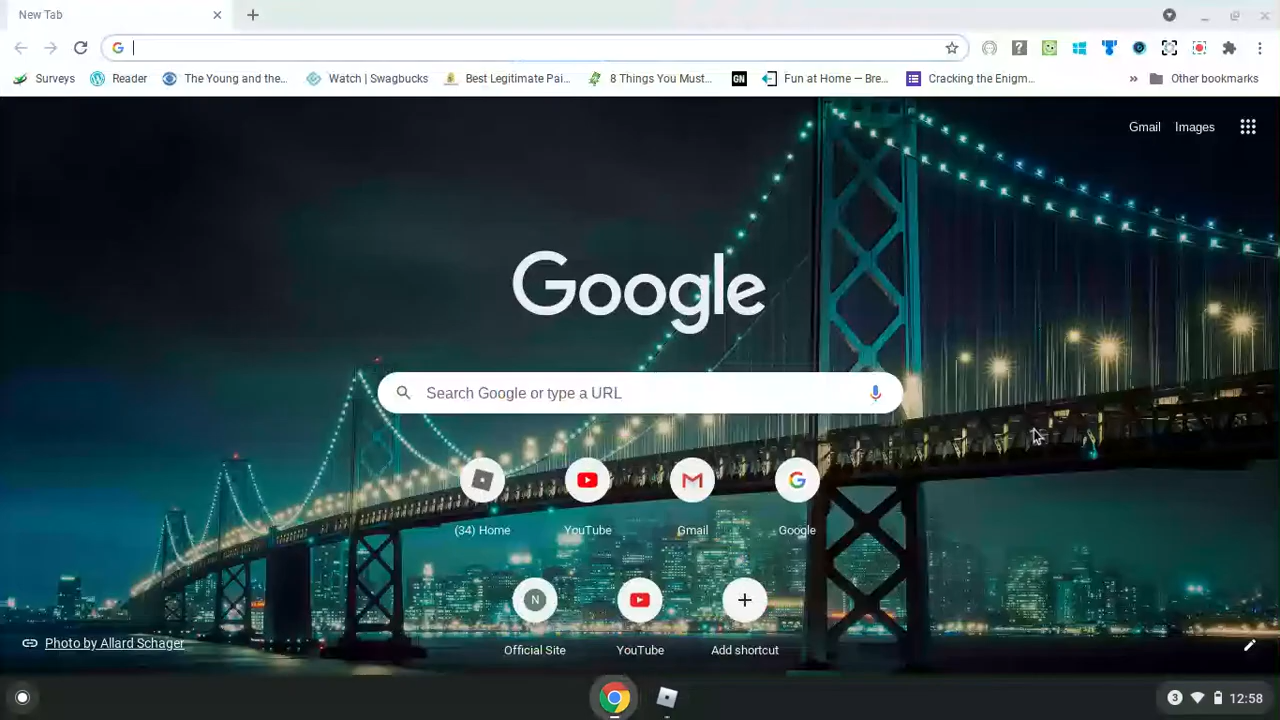 New Tab
Surveys
Reader
The Young and the...
Watch | Swagbucks
Best Legitimate Pai...
8 Things You Must...
GN
Fun at Home — Bre...
Cracking the Enigm...
»
Other bookmarks
Gmail
Images
Google
Search Google or type a URL
(34) Home
YouTube
Gmail
Google
N
Official Site
YouTube
Add shortcut
Photo by Allard Schager
3
12:58